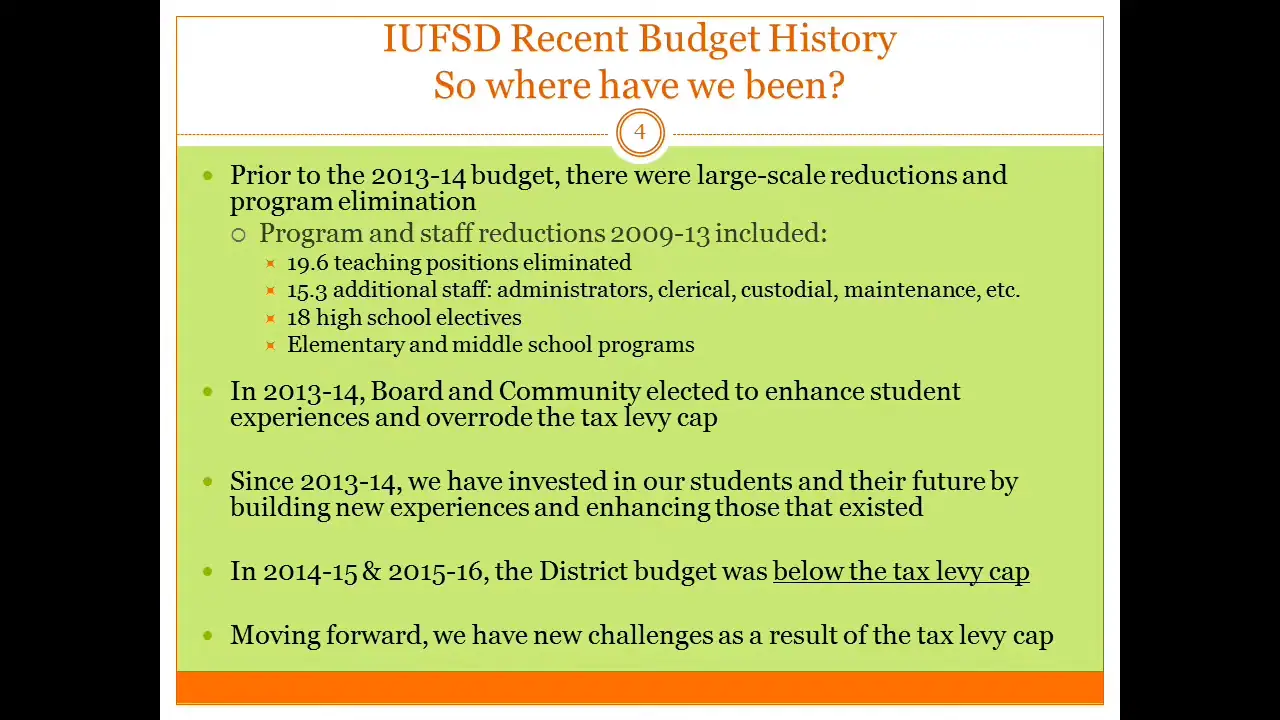 IUFSD Recent Budget History
So where have we been?
4
Prior to the 2013-14 budget, there were large-scale reductions and
program elimination
Program and staff reductions 2009-13 included:
19.6 teaching positions eliminated
15.3 additional staff: administrators, clerical, custodial, maintenance, etc.
18 high school electives
Elementary and middle school programs
In 2013-14, Board and Community elected to enhance student
experiences and overrode the tax levy cap
Since 2013-14, we have invested in our students and their future by
building new experiences and enhancing those that existed
In 2014-15 & 2015-16, the District budget was below the tax levy cap
Moving forward, we have new challenges as a result of the tax levy cap